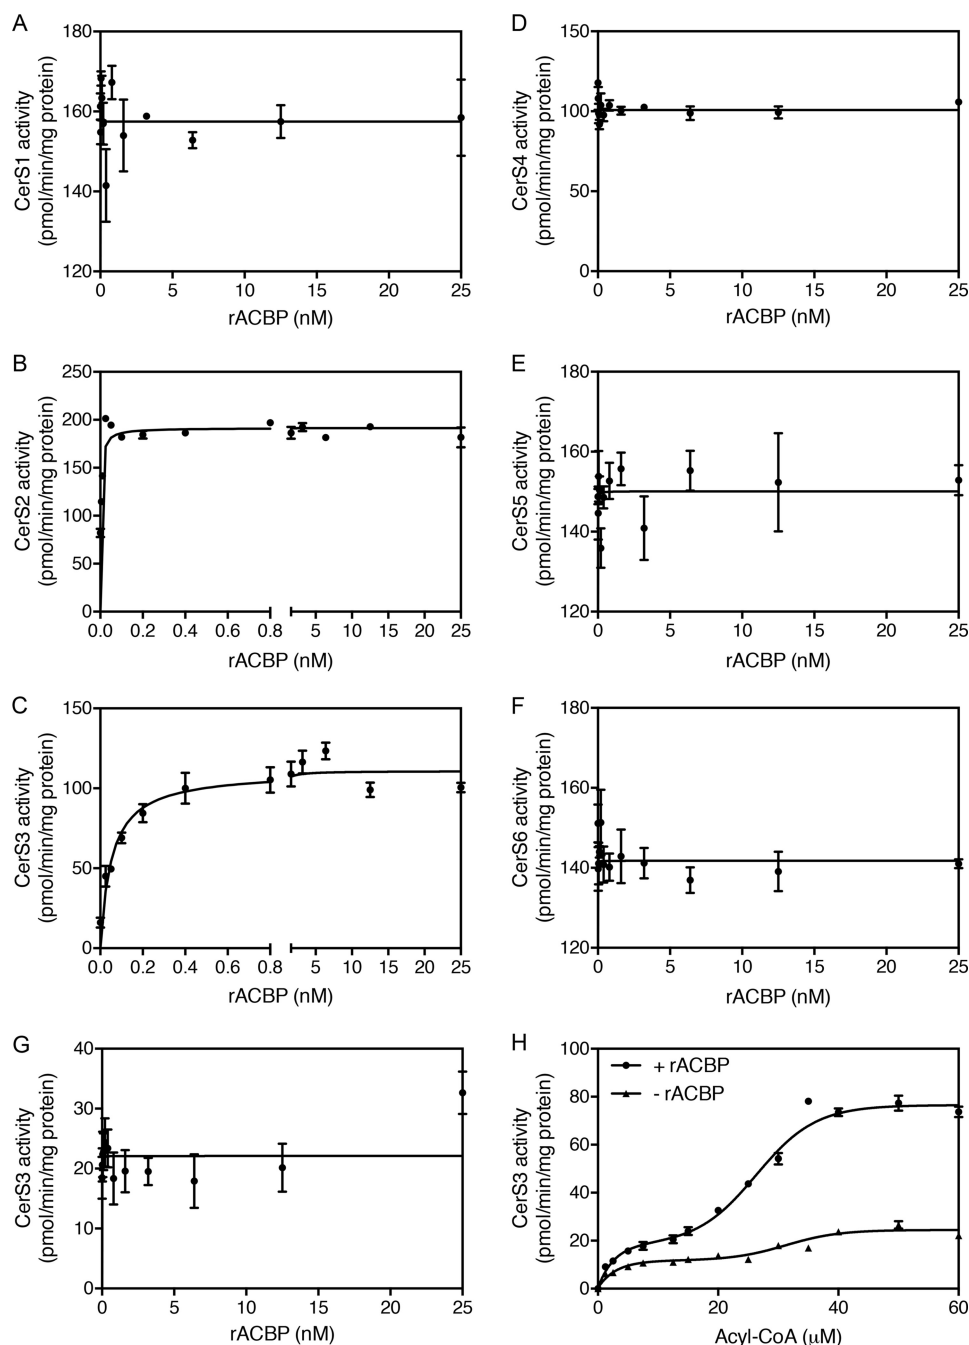 A
CerS1 activity
(pmol/min/mg protein)
180
160
140
120
0 5 10 15 20 25
rACBP (nM)
B
CerS2 activity
(pmol/min/mg protein)
250
200
150
100
50
0
0.0 0.2 0.4 0.6 0.8 5 10 15 20 25
rACBP (nM)
C
CerS3 activity
(pmol/min/mg protein)
150
100
50
0
0.0 0.2 0.4 0.6 0.8 5 10 15 20 25
rACBP (nM)
G
CerS3 activity
(pmol/min/mg protein)
40
30
20
10
0
0 5 10 15 20 25
rACBP (nM)
D
CerS4 activity
(pmol/min/mg protein)
150
100
50
0
0 5 10 15 20 25
rACBP (nM)
E
CerS5 activity
(pmol/min/mg protein)
180
160
140
120
0 5 10 15 20 25
rACBP (nM)
F
CerS6 activity
(pmol/min/mg protein)
180
160
140
120
0 5 10 15 20 25
rACBP (nM)
H
CerS3 activity
(pmol/min/mg protein)
100
80
60
40
20
0
+ rACBP
- rACBP
0 20 40 60
Acyl-CoA (μM)